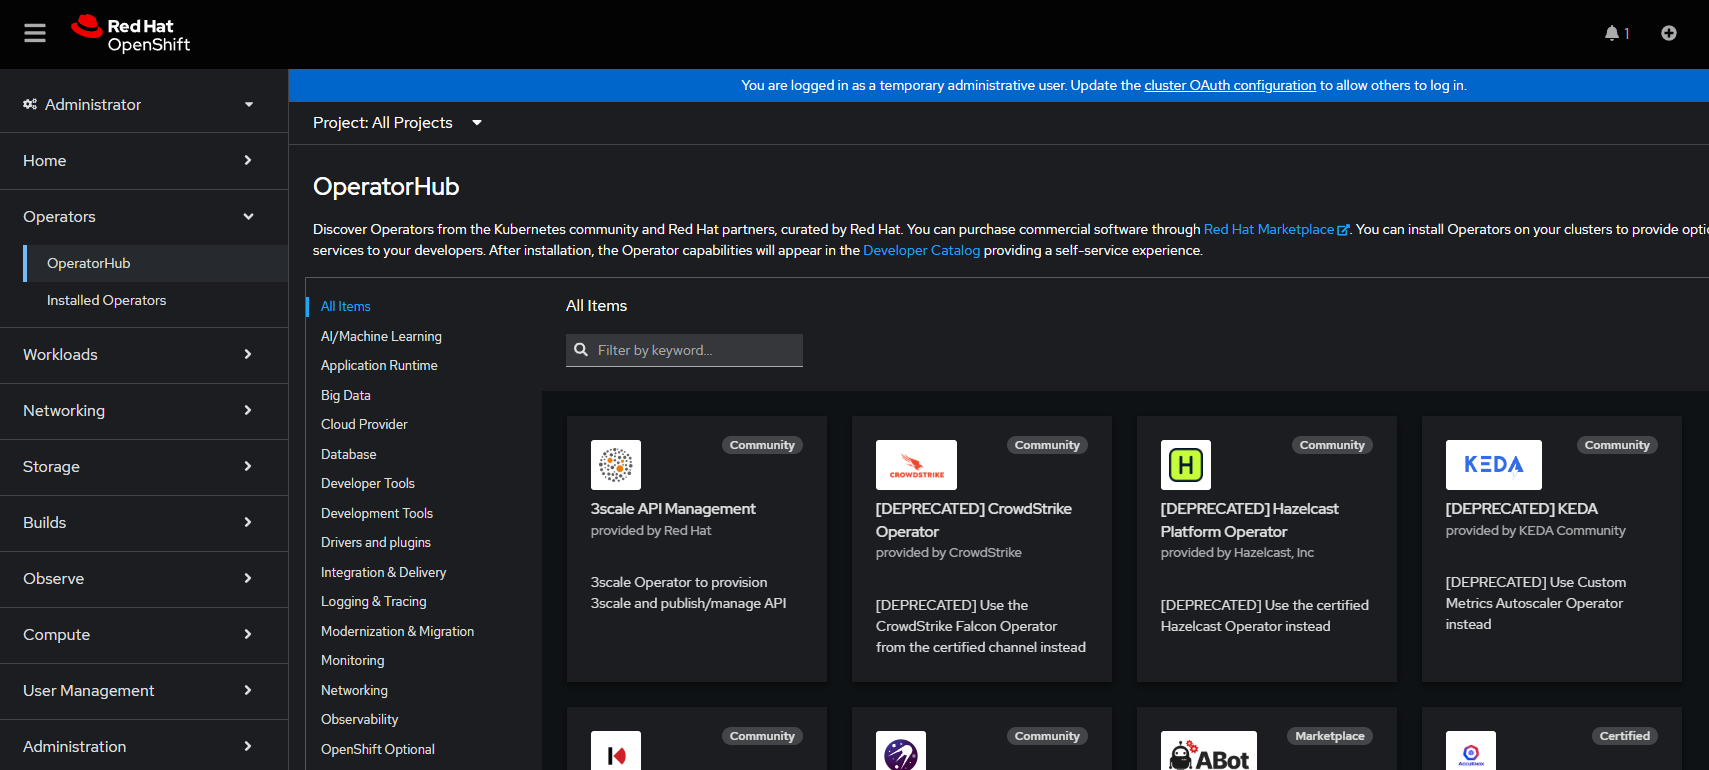 Red Hat
OpenShift
1
You are logged in as a temporary administrative user. Update the cluster OAuth configuration to allow others to log in.
Administrator
Home
Operators
OperatorHub
Installed Operators
Workloads
Networking
Storage
Builds
Observe
Compute
User Management
Administration
Project: All Projects
OperatorHub
Discover Operators from the Kubernetes community and Red Hat partners, curated by Red Hat. You can purchase commercial software through Red Hat Marketplace. You can install Operators on your clusters to provide
services to your developers. After installation, the Operator capabilities will appear in the Developer Catalog providing a self-service experience.
All Items
AI/Machine Learning
Application Runtime
Big Data
Cloud Provider
Database
Developer Tools
Development Tools
Drivers and plugins
Integration & Delivery
Logging & Tracing
Modernization & Migration
Monitoring
Networking
Observability
OpenShift Optional
All Items
Filter by keyword...
Community
3scale API Management
provided by Red Hat
3scale Operator to provision
3scale and publish/manage API
CROWDSTRIKE
Community
[DEPRECATED] CrowdStrike
Operator
provided by CrowdStrike
[DEPRECATED] Use the
CrowdStrike Falcon Operator
from the certified channel instead
H
Community
[DEPRECATED] Hazelcast
Platform Operator
provided by Hazelcast, Inc
[DEPRECATED] Use the certified
Hazelcast Operator instead
KEDA
Community
[DEPRECATED] KEDA
provided by KEDA Community
[DEPRECATED] Use Custom
Metrics Autoscaler Operator
instead
Community
Community
ABot
Marketplace
AccuKnox
Certified